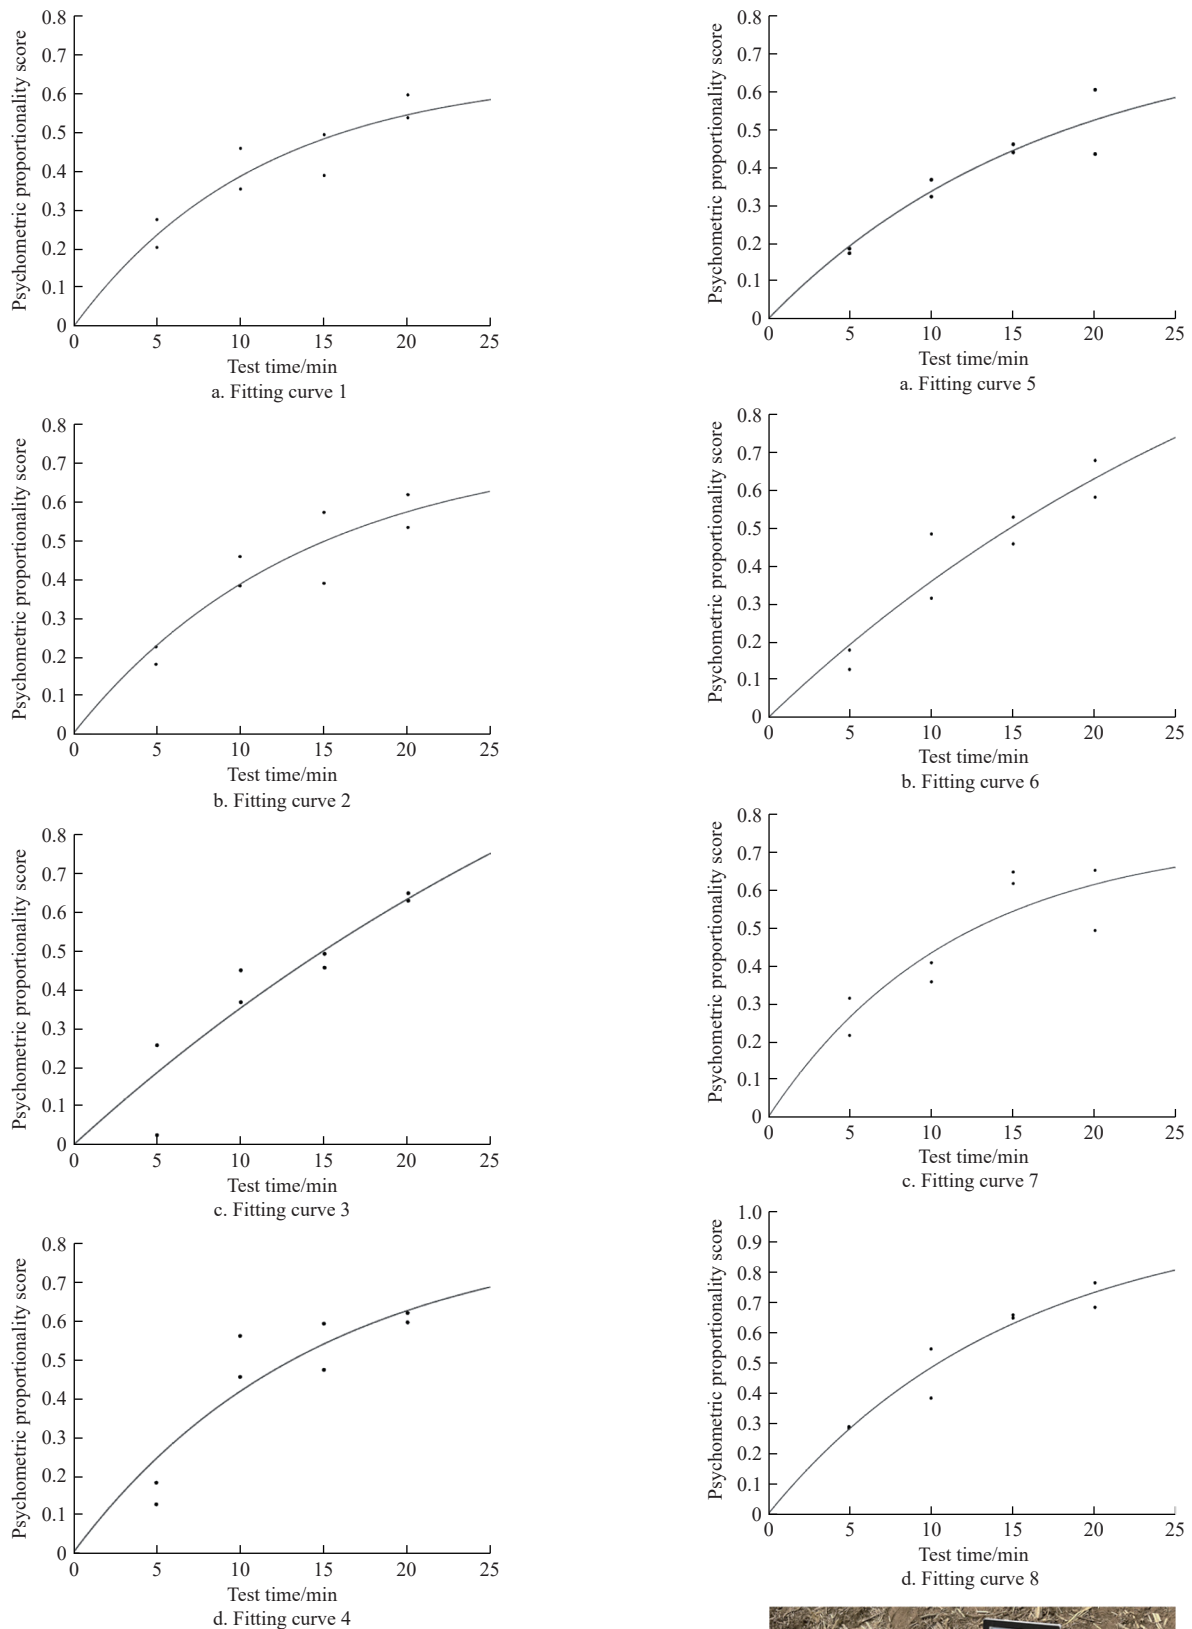 0.8
0.7
0.6
0.5
0.4
0.3
0.2
0.1
0
Psychometric proportionality score
0 5 10 15 20 25
Test time/min
a. Fitting curve 1
0.8
0.7
0.6
0.5
0.4
0.3
0.2
0.1
0
Psychometric proportionality score
0 5 10 15 20 25
Test time/min
b. Fitting curve 2
0.8
0.7
0.6
0.5
0.4
0.3
0.2
0.1
0
Psychometric proportionality score
0 5 10 15 20 25
Test time/min
c. Fitting curve 3
0.8
0.7
0.6
0.5
0.4
0.3
0.2
0.1
0
Psychometric proportionality score
0 5 10 15 20 25
Test time/min
d. Fitting curve 4
0.8
0.7
0.6
0.5
0.4
0.3
0.2
0.1
0
Psychometric proportionality score
0 5 10 15 20 25
Test time/min
a. Fitting curve 5
0.8
0.7
0.6
0.5
0.4
0.3
0.2
0.1
0
Psychometric proportionality score
0 5 10 15 20 25
Test time/min
b. Fitting curve 6
0.8
0.7
0.6
0.5
0.4
0.3
0.2
0.1
0
Psychometric proportionality score
0 5 10 15 20 25
Test time/min
c. Fitting curve 7
1.0
0.9
0.8
0.7
0.6
0.5
0.4
0.3
0.2
0.1
0
Psychometric proportionality score
0 5 10 15 20 25
Test time/min
d. Fitting curve 8